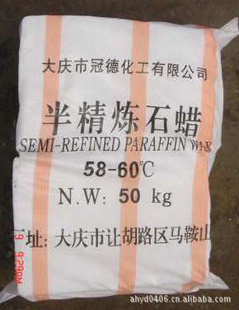 大庆市冠德化工有限公司
半精炼石蜡
SEMI-REFINED PARAFFIN WAX
58-60℃
N.W: 50 kg
址: 大庆市让胡路区马鞍山
ahyd0406@cn.alibaba.com